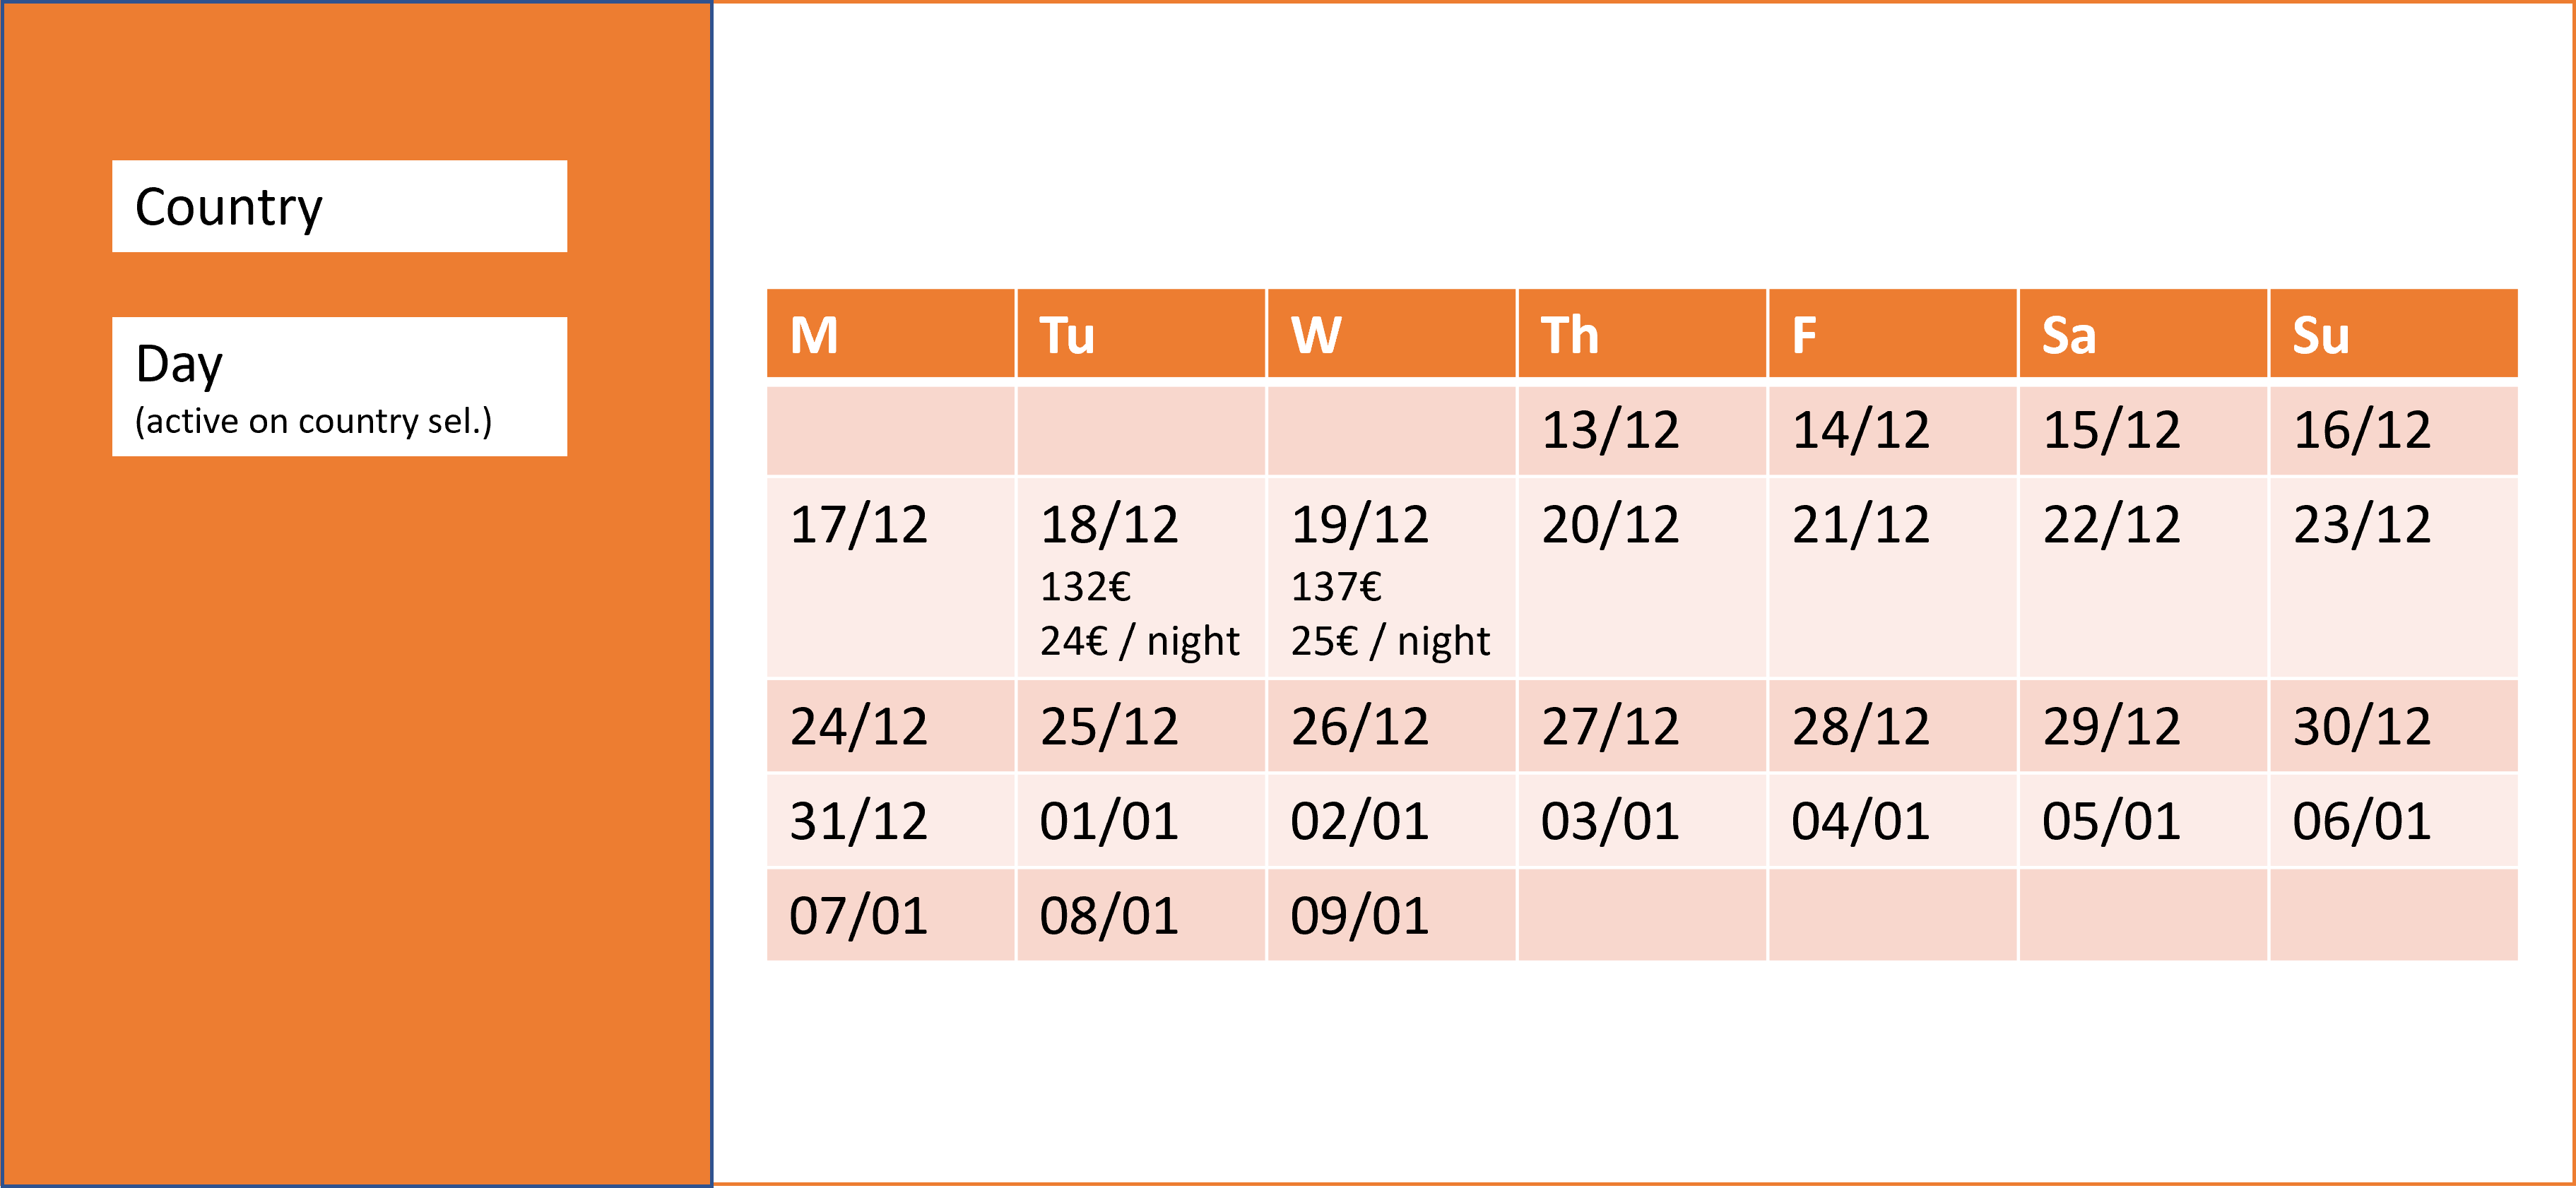 Country
Day
(active on country sel.)
M Tu W Th F Sa Su
13/12 14/12 15/12 16/12
17/12 18/12 19/12 20/12 21/12 22/12 23/12
132€ 137€
24€ / night 25€ / night
24/12 25/12 26/12 27/12 28/12 29/12 30/12
31/12 01/01 02/01 03/01 04/01 05/01 06/01
07/01 08/01 09/01